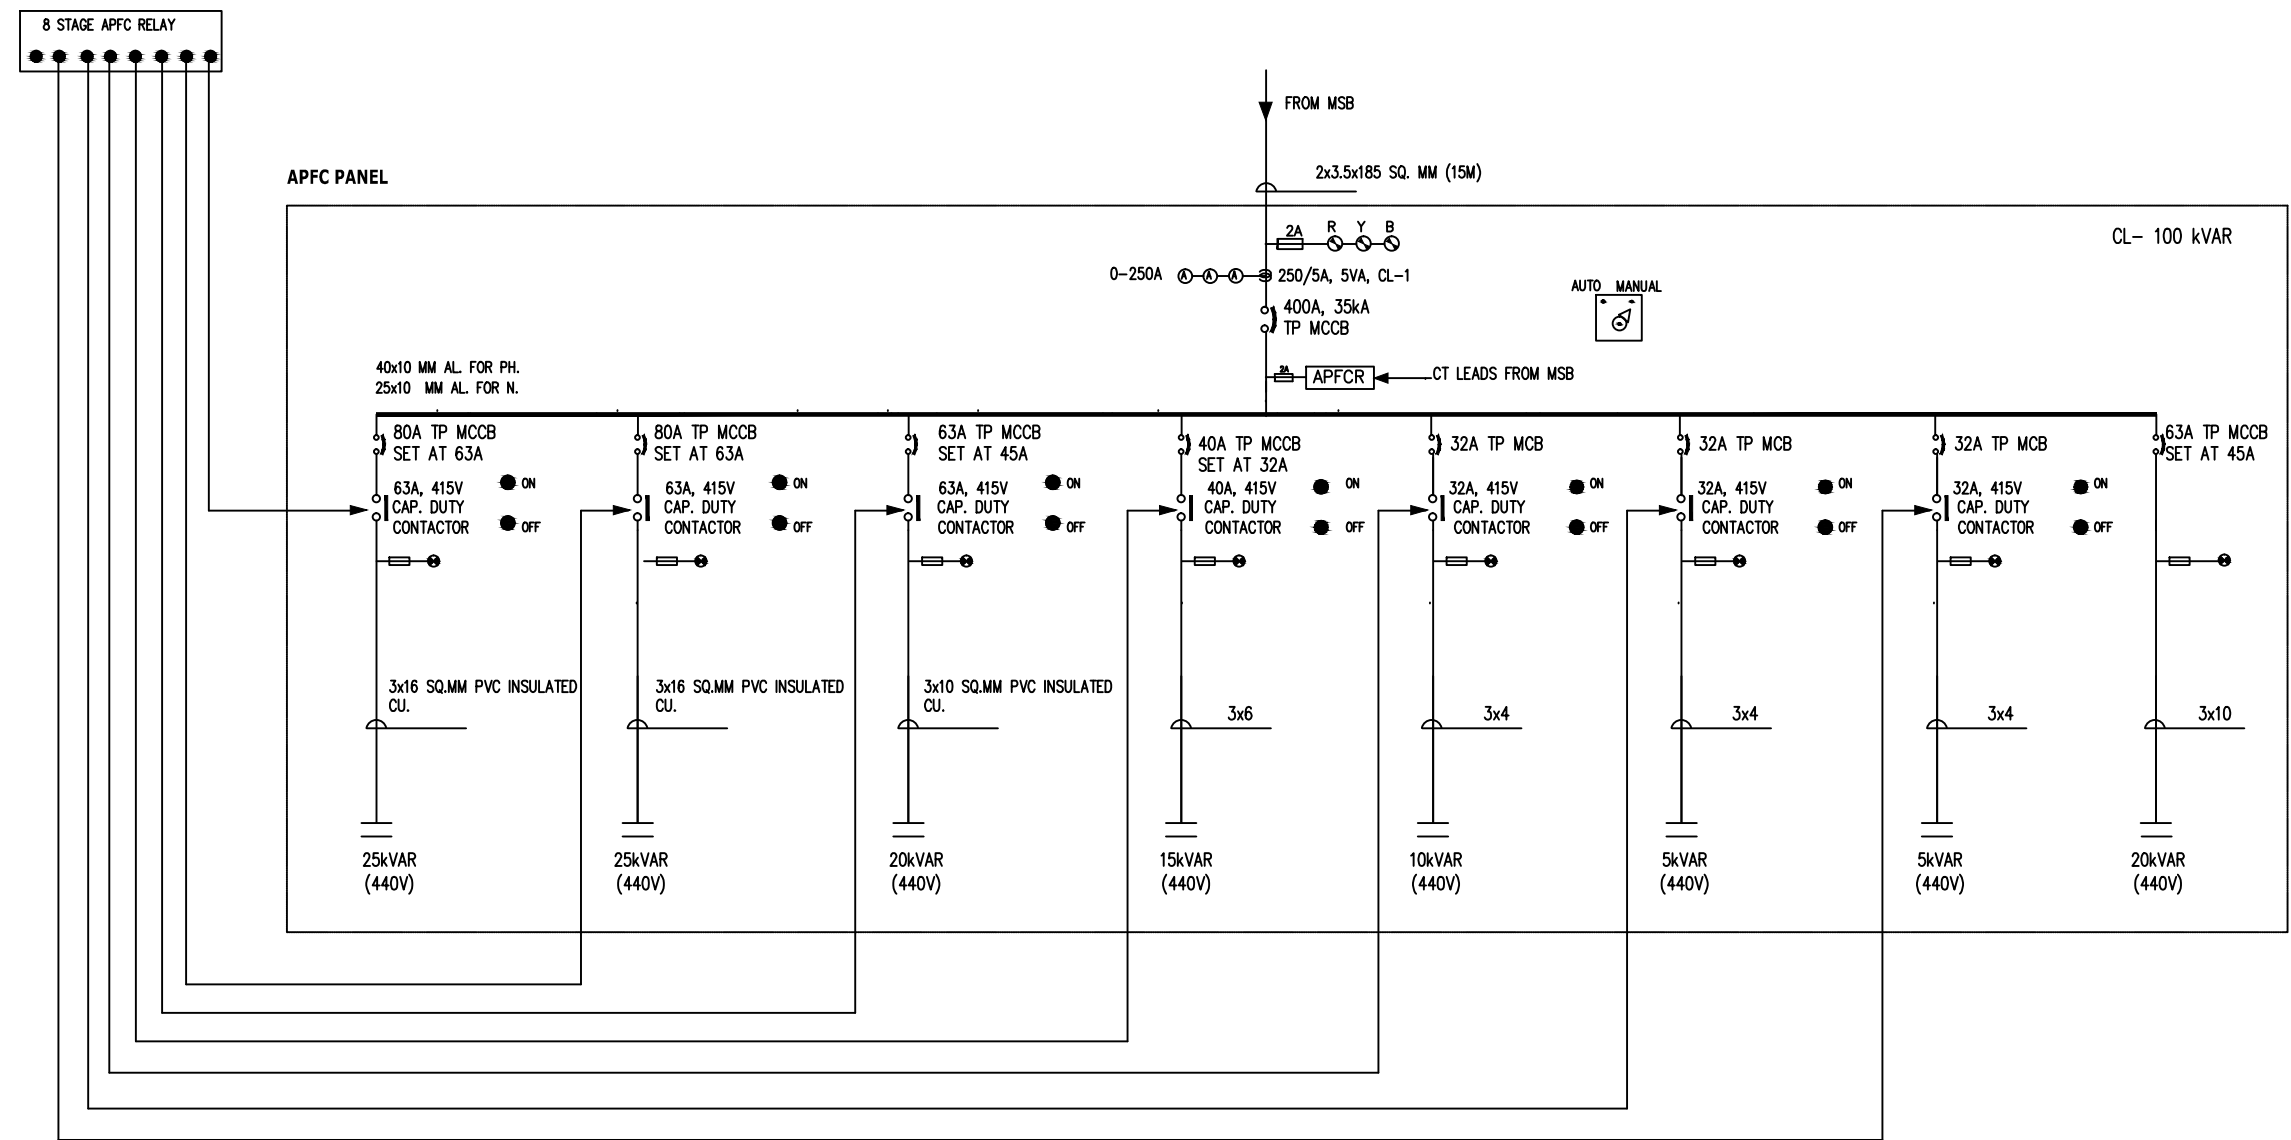 8 STAGE APFC RELAY
FROM MSB
2x3.5x185 SQ. MM (15M)
APFC PANEL
CL- 100 kVAR
2A
R Y B
0-250A
A A A
250/5A, 5VA, CL-1
400A, 35kA
TP MCCB
AUTO MANUAL
40x10 MM AL. FOR PH.
25x10 MM AL. FOR N.
2A
APFCR
CT LEADS FROM MSB
80A TP MCCB
SET AT 63A
63A, 415V
CAP. DUTY
CONTACTOR
ON
OFF
3x16 SQ.MM PVC INSULATED
CU.
25kVAR
(440V)
80A TP MCCB
SET AT 63A
63A, 415V
CAP. DUTY
CONTACTOR
ON
OFF
3x16 SQ.MM PVC INSULATED
CU.
25kVAR
(440V)
63A TP MCCB
SET AT 45A
63A, 415V
CAP. DUTY
CONTACTOR
ON
OFF
3x10 SQ.MM PVC INSULATED
CU.
20kVAR
(440V)
40A TP MCCB
SET AT 32A
40A, 415V
CAP. DUTY
CONTACTOR
ON
OFF
3x6
15kVAR
(440V)
32A TP MCB
32A, 415V
CAP. DUTY
CONTACTOR
ON
OFF
3x4
10kVAR
(440V)
32A TP MCB
32A, 415V
CAP. DUTY
CONTACTOR
ON
OFF
3x4
5kVAR
(440V)
32A TP MCB
32A, 415V
CAP. DUTY
CONTACTOR
ON
OFF
3x4
5kVAR
(440V)
63A TP MCCB
SET AT 45A
3x10
20kVAR
(440V)